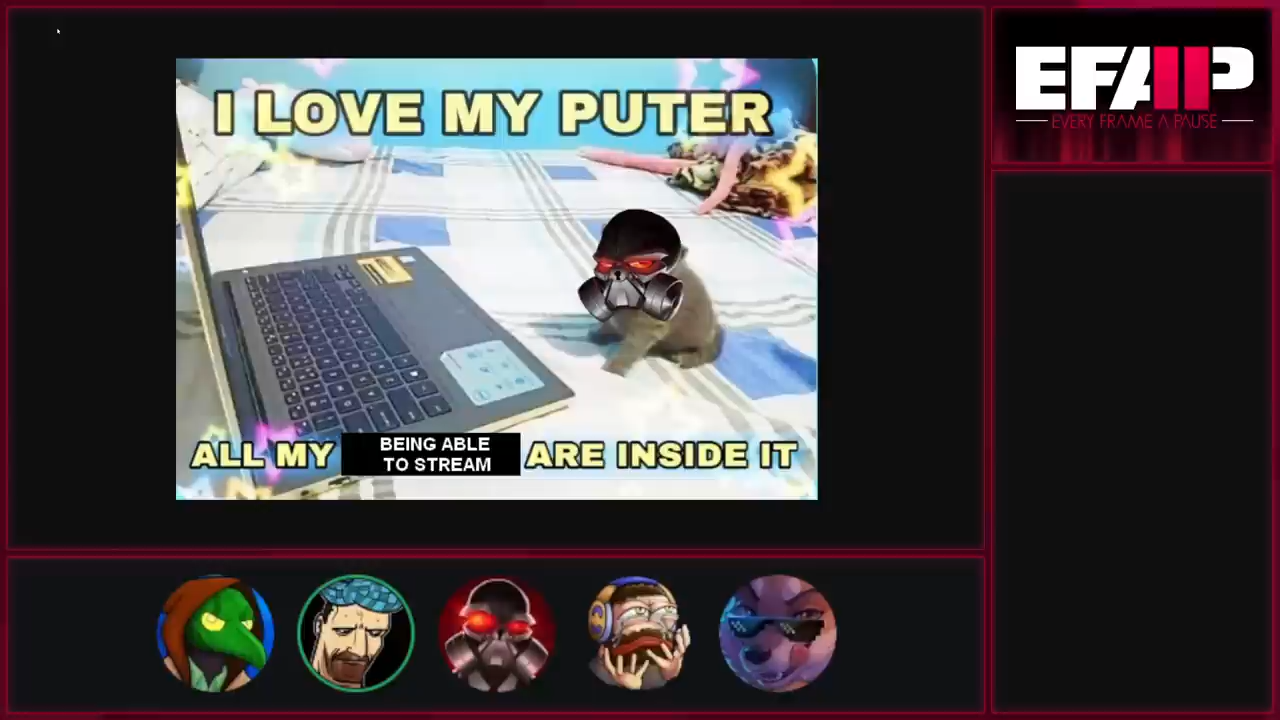 I LOVE MY PUTER
ALL MY BEING ABLE TO STREAM ARE INSIDE IT
EFAP
EVERY FRAME A PAUSE